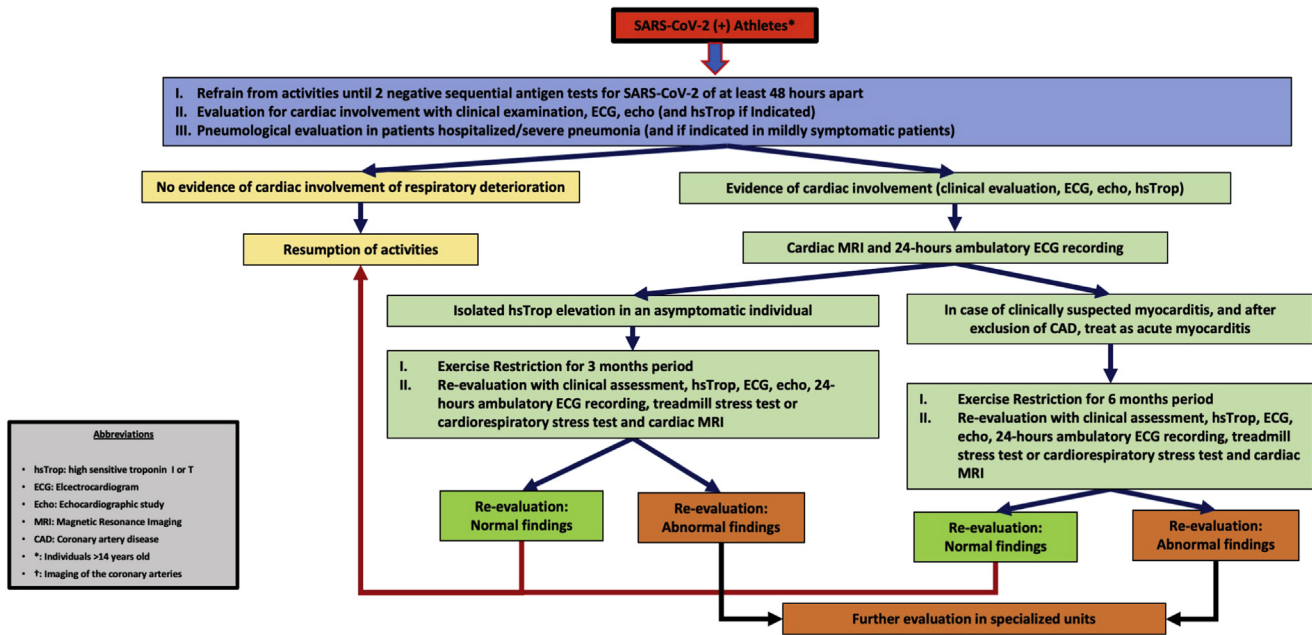 SARS-CoV-2 (+) Athletes*
I. Refrain from activities until 2 negative sequential antigen tests for SARS-CoV-2 of at least 48 hours apart
II. Evaluation for cardiac involvement with clinical examination, ECG, echo (and hsTrop if Indicated)
III. Pneumological evaluation in patients hospitalized/severe pneumonia (and if indicated in mildly symptomatic patients)
No evidence of cardiac involvement of respiratory deterioration
Evidence of cardiac involvement (clinical evaluation, ECG, echo, hsTrop)
Resumption of activities
Cardiac MRI and 24-hours ambulatory ECG recording
Isolated hsTrop elevation in an asymptomatic individual
In case of clinically suspected myocarditis, and after
exclusion of CAD, treat as acute myocarditis
I. Exercise Restriction for 3 months period
II. Re-evaluation with clinical assessment, hsTrop, ECG, echo, 24-
hours ambulatory ECG recording, treadmill stress test or
cardiorespiratory stress test and cardiac MRI
I. Exercise Restriction for 6 months period
II. Re-evaluation with clinical assessment, hsTrop, ECG,
echo, 24-hours ambulatory ECG recording, treadmill
stress test or cardiorespiratory stress test and cardiac
MRI
Re-evaluation:
Normal findings
Re-evaluation:
Abnormal findings
Re-evaluation:
Normal findings
Re-evaluation:
Abnormal findings
Further evaluation in specialized units
Abbreviations
• hsTrop: high sensitive troponin I or T
• ECG: Elcectrocardiogram
• Echo: Echocardiographic study
• MRI: Magnetic Resonance Imaging
• CAD: Coronary artery disease
• *: Individuals >14 years old
• †: Imaging of the coronary arteries